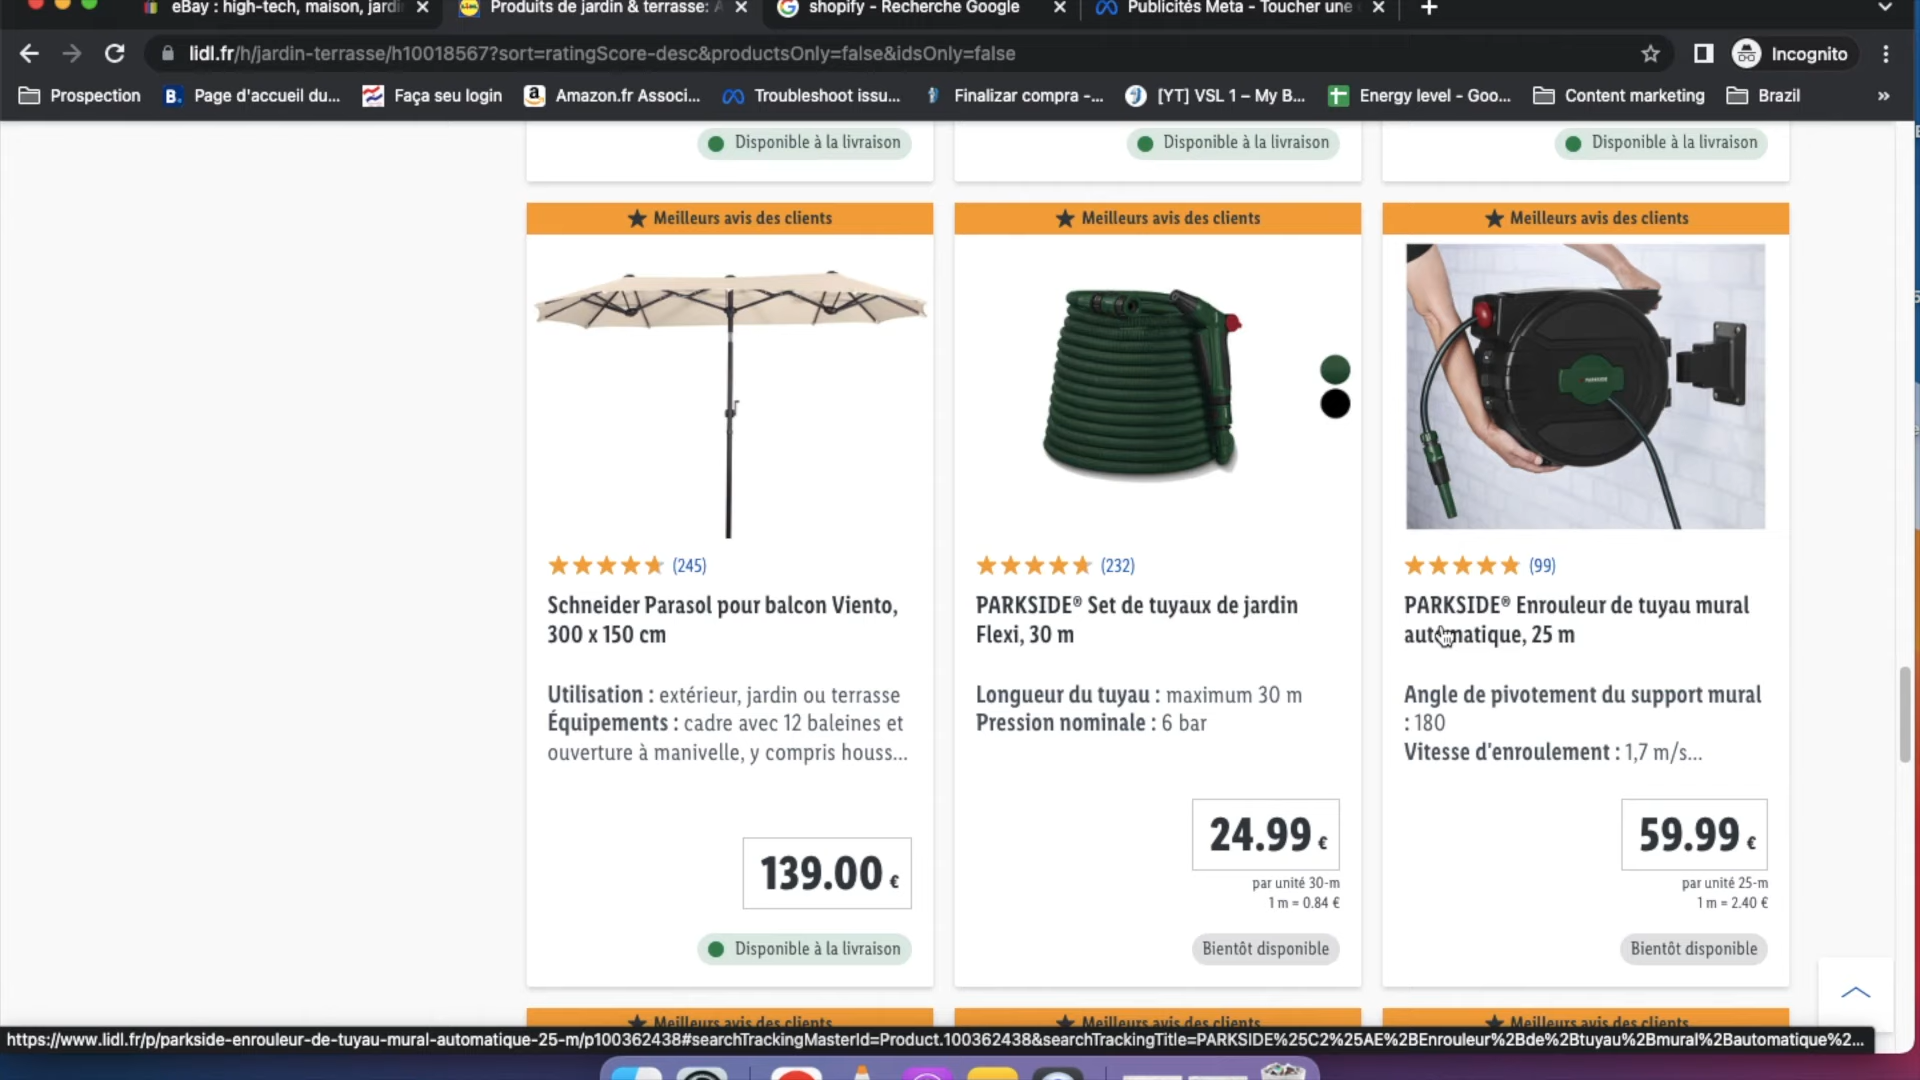 eBay : high-tech, maison, jardi
Produits de jardin & terrasse: A
shopify - Recherche Google
Publicités Meta - Toucher une
lidl.fr/h/jardin-terrasse/h10018567?sort=ratingScore-desc&productsOnly=false&idsOnly=false
Incognito
Prospection
Page d'accueil du...
Faça seu login
Amazon.fr Associ...
Troubleshoot issu...
Finalizar compra -...
[YT] VSL 1 – My B...
Energy level - Goo...
Content marketing
Brazil
Disponible à la livraison
Disponible à la livraison
Disponible à la livraison
Meilleurs avis des clients
Meilleurs avis des clients
Meilleurs avis des clients
PARKSIDE
(245)
Schneider Parasol pour balcon Viento,
300 x 150 cm
Utilisation : extérieur, jardin ou terrasse
Équipements : cadre avec 12 baleines et
ouverture à manivelle, y compris houss...
139.00 €
Disponible à la livraison
(232)
PARKSIDE® Set de tuyaux de jardin
Flexi, 30 m
Longueur du tuyau : maximum 30 m
Pression nominale : 6 bar
24.99 €
par unité 30-m
1 m = 0.84 €
Bientôt disponible
(99)
PARKSIDE® Enrouleur de tuyau mural
automatique, 25 m
Angle de pivotement du support mural
: 180
Vitesse d'enroulement : 1,7 m/s...
59.99 €
par unité 25-m
1 m = 2.40 €
Bientôt disponible
Meilleurs avis des clients
Meilleurs avis des clients
Meilleurs avis des clients
https://www.lidl.fr/p/parkside-enrouleur-de-tuyau-mural-automatique-25-m/p100362438#searchTrackingMasterId=Product.100362438&searchTrackingTitle=PARKSIDE%25C2%25AE%2BEnrouleur%2Bde%2Btuyau%2Bmural%2Bautomatique%2...